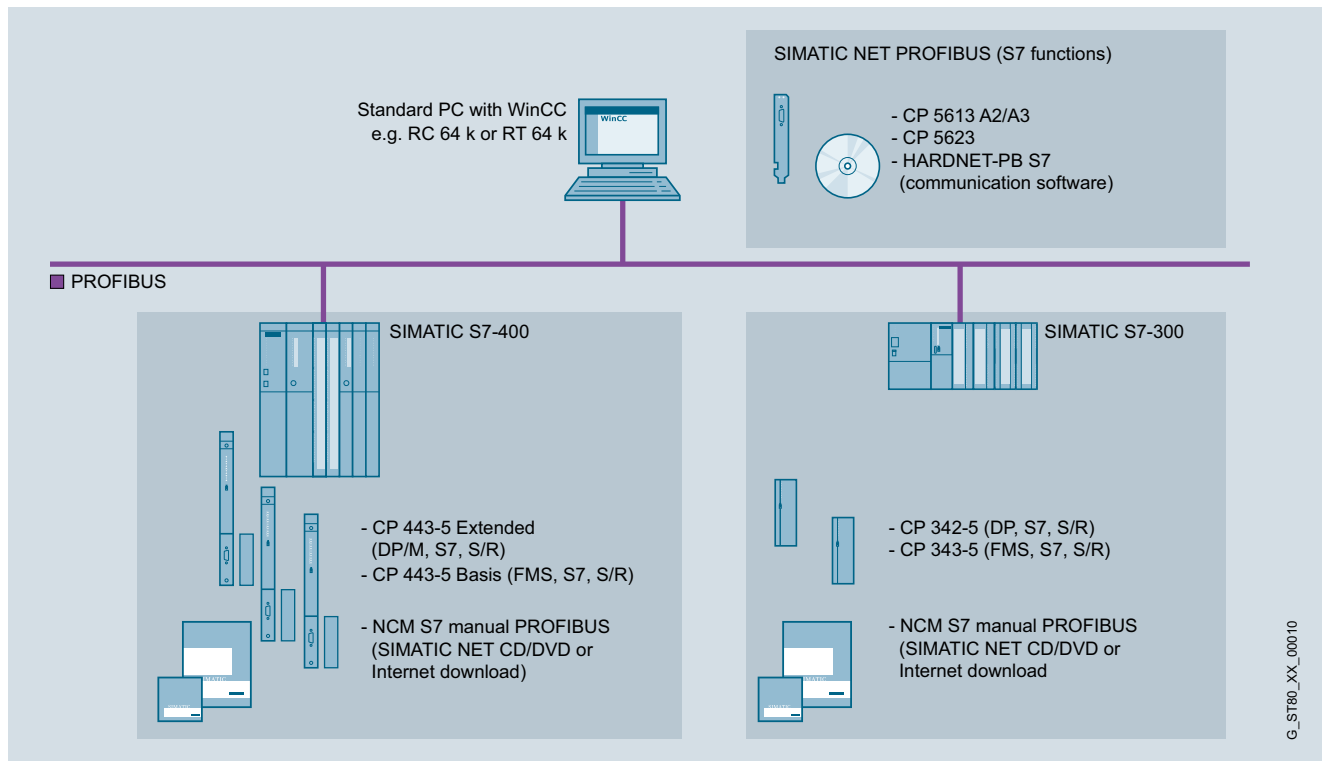 SIMATIC NET PROFIBUS (S7 functions)
Standard PC with WinCC
e.g. RC 64 k or RT 64 k
WinCC
- CP 5613 A2/A3
- CP 5623
- HARDNET-PB S7
(communication software)
PROFIBUS
SIMATIC S7-400
- CP 443-5 Extended
(DP/M, S7, S/R)
- CP 443-5 Basis (FMS, S7, S/R)
- NCM S7 manual PROFIBUS
(SIMATIC NET CD/DVD or
Internet download)
SIMATIC
SIMATIC
SIMATIC S7-300
- CP 342-5 (DP, S7, S/R)
- CP 343-5 (FMS, S7, S/R)
- NCM S7 manual PROFIBUS
(SIMATIC NET CD/DVD or
Internet download
SIMATIC
SIMATIC
G_ST80_XX_00010